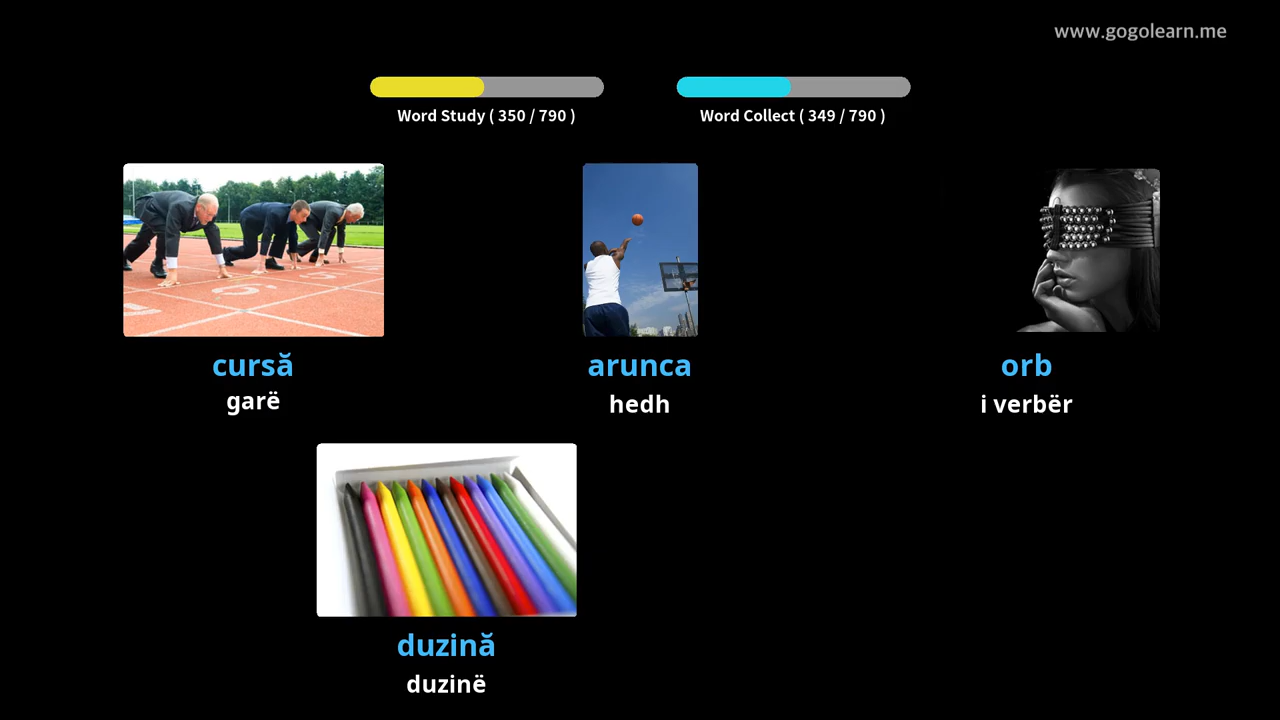 www.gogolearn.me
Word Study ( 350 / 790 )
Word Collect ( 349 / 790 )
cursă
garë
arunca
hedh
orb
i verbër
duzină
duzinë